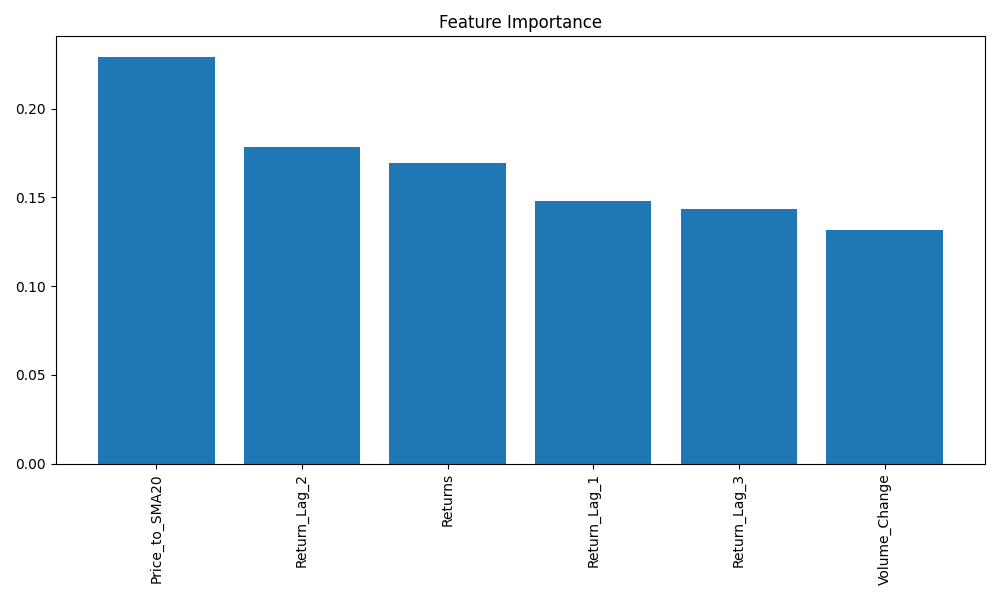 Feature Importance
0.20
0.15
0.10
0.05
0.00
Price_to_SMA20
Return_Lag_2
Returns
Return_Lag_1
Return_Lag_3
Volume_Change